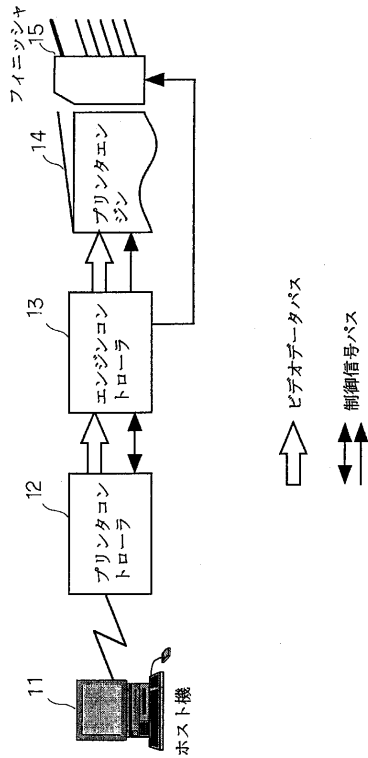 11
ホスト機
12
プリンタコン
トローラ
13
エンジンコント
ローラ
14
プリンタエン
ジン
フィニッシャ
15
ビデオデータパス
制御信号パス